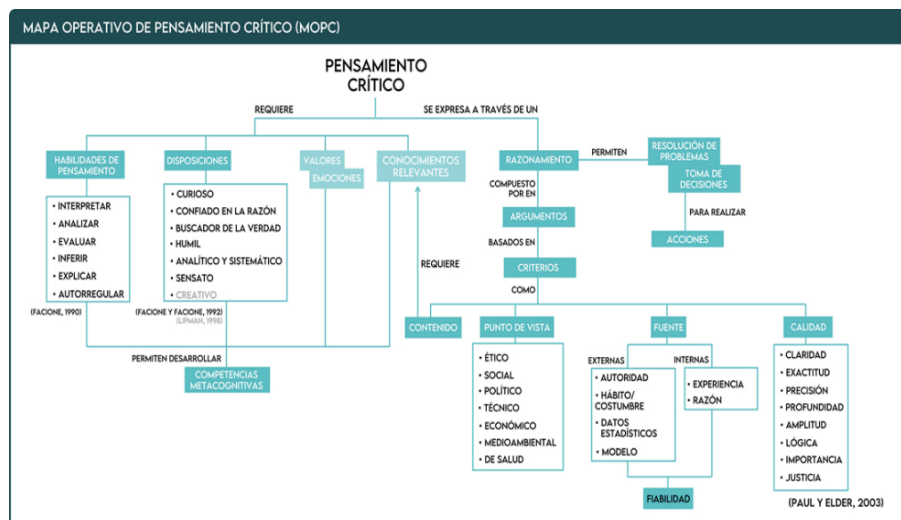 MAPA OPERATIVO DE PENSAMIENTO CRÍTICO (MOPC)
PENSAMIENTO
CRÍTICO
REQUIERE
SE EXPRESA A TRAVÉS DE UN
HABILIDADES DE
PENSAMIENTO
• INTERPRETAR
• ANALIZAR
• EVALUAR
• INFERIR
• EXPLICAR
• AUTORREGULAR
(FACIONE, 1990)
DISPOSICIONES
• CURIOSO
• CONFIADO EN LA RAZÓN
• BUSCADOR DE LA VERDAD
• HUMIL
• ANALÍTICO Y SISTEMÁTICO
• SENSATO
• CREATIVO
(FACIONE Y FACIONE, 1992)
(LIPMAN, 1998)
VALORES
EMOCIONES
CONOCIMIENTOS
RELEVANTES
PERMITEN DESARROLLAR
COMPETENCIAS
METACOGNITIVAS
RAZONAMIENTO
PERMITEN
RESOLUCIÓN DE
PROBLEMAS
TOMA DE
DECISIONES
PARA REALIZAR
ACCIONES
COMPUESTO
POR EN
ARGUMENTOS
BASADOS EN
CRITERIOS
COMO
REQUIERE
CONTENIDO
PUNTO DE VISTA
• ÉTICO
• SOCIAL
• POLÍTICO
• TÉCNICO
• ECONÓMICO
• MEDIOAMBIENTAL
• DE SALUD
FUENTE
EXTERNAS
INTERNAS
• AUTORIDAD
• HÁBITO/
COSTUMBRE
• DATOS
ESTADÍSTICOS
• MODELO
• EXPERIENCIA
• RAZÓN
FIABILIDAD
CALIDAD
• CLARIDAD
• EXACTITUD
• PRECISIÓN
• PROFUNDIDAD
• AMPLITUD
• LÓGICA
• IMPORTANCIA
• JUSTICIA
(PAUL Y ELDER, 2003)